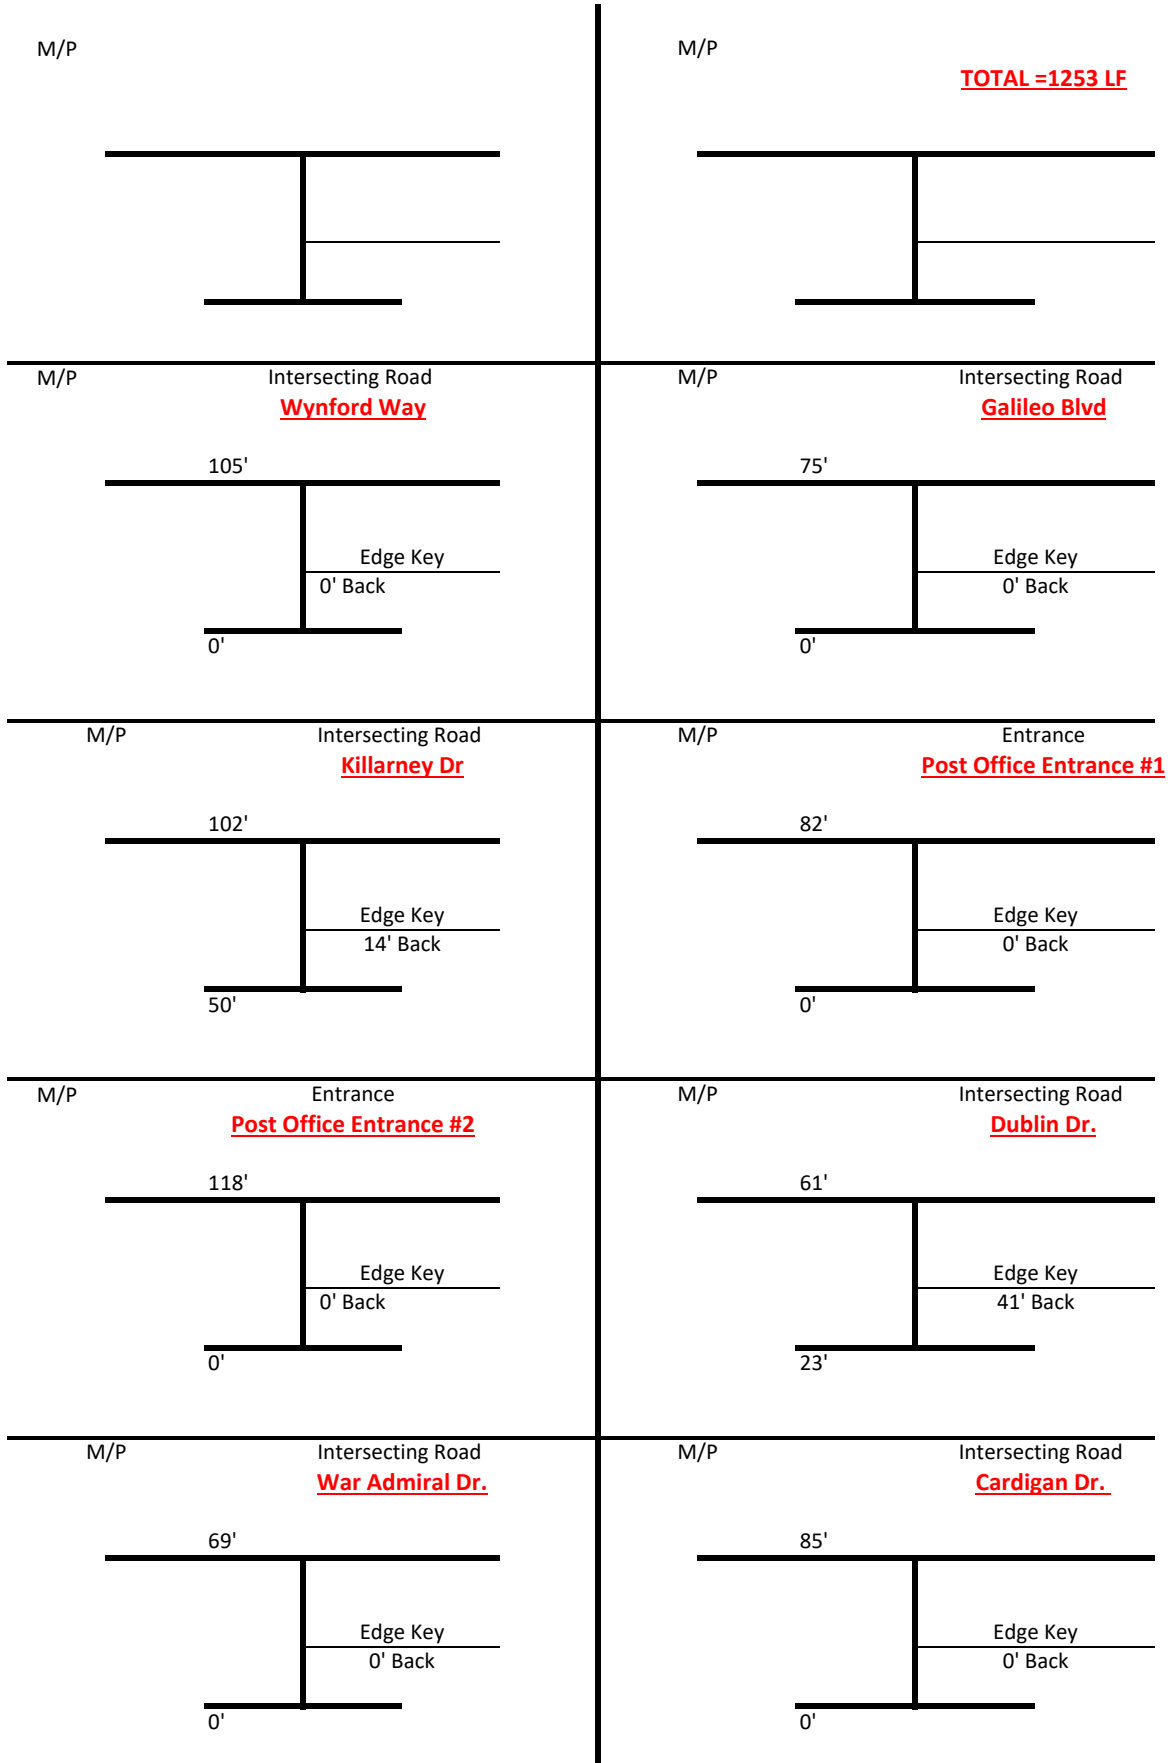 M/P
M/P
TOTAL =1253 LF
M/P
Intersecting Road
Wynford Way
105'
Edge Key
0' Back
0'
M/P
Intersecting Road
Galileo Blvd
75'
Edge Key
0' Back
0'
M/P
Intersecting Road
Killarney Dr
102'
Edge Key
14' Back
50'
M/P
Entrance
Post Office Entrance #1
82'
Edge Key
0' Back
0'
M/P
Entrance
Post Office Entrance #2
118'
Edge Key
0' Back
0'
M/P
Intersecting Road
Dublin Dr.
61'
Edge Key
41' Back
23'
M/P
Intersecting Road
War Admiral Dr.
69'
Edge Key
0' Back
0'
M/P
Intersecting Road
Cardigan Dr.
85'
Edge Key
0' Back
0'